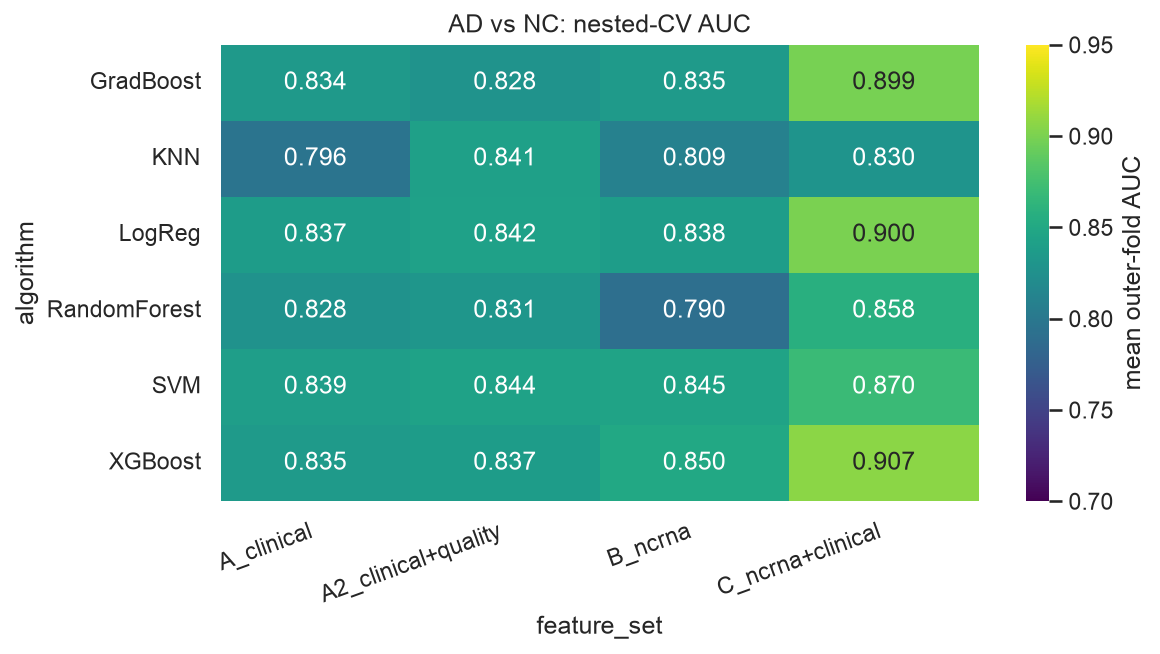 AD vs NC: nested-CV AUC
algorithm
GradBoost 0.834 0.828 0.835 0.899
KNN 0.796 0.841 0.809 0.830
LogReg 0.837 0.842 0.838 0.900
RandomForest 0.828 0.831 0.790 0.858
SVM 0.839 0.844 0.845 0.870
XGBoost 0.835 0.837 0.850 0.907
A_clinical A2_clinical+quality B_ncrna C_ncrna+clinical
feature_set
0.95
0.90
0.85
0.80
0.75
0.70
mean outer-fold AUC